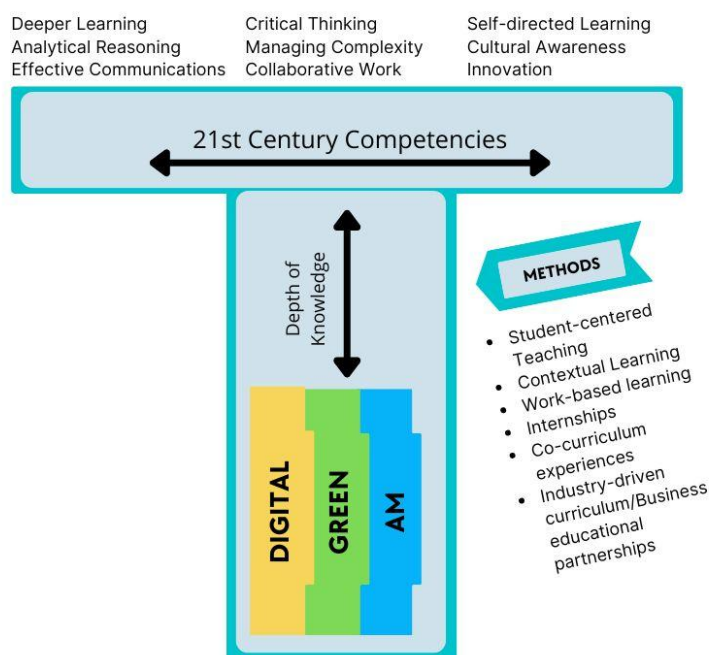 Deeper Learning
Analytical Reasoning
Effective Communications
Critical Thinking
Managing Complexity
Collaborative Work
Self-directed Learning
Cultural Awareness
Innovation
21st Century Competencies
Depth of
Knowledge
DIGITAL
GREEN
AM
METHODS
• Student-centered
Teaching
• Contextual Learning
• Work-based learning
• Internships
• Co-curriculum
experiences
• Industry-driven
curriculum/Business
educational
partnerships